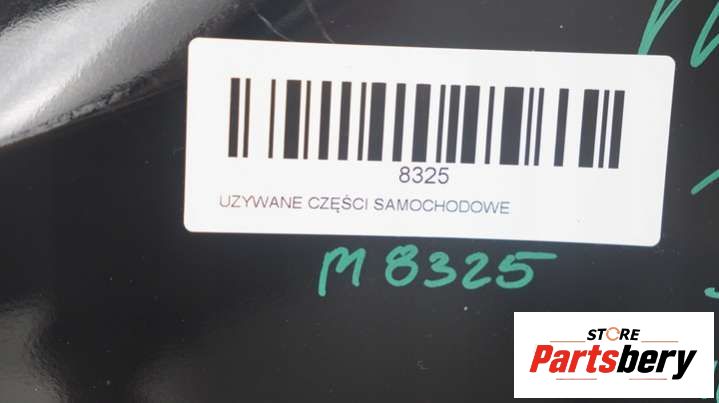 8325
UZYWANE CZĘŚCI SAMOCHODOWE
M 8325
STORE
Partsbery